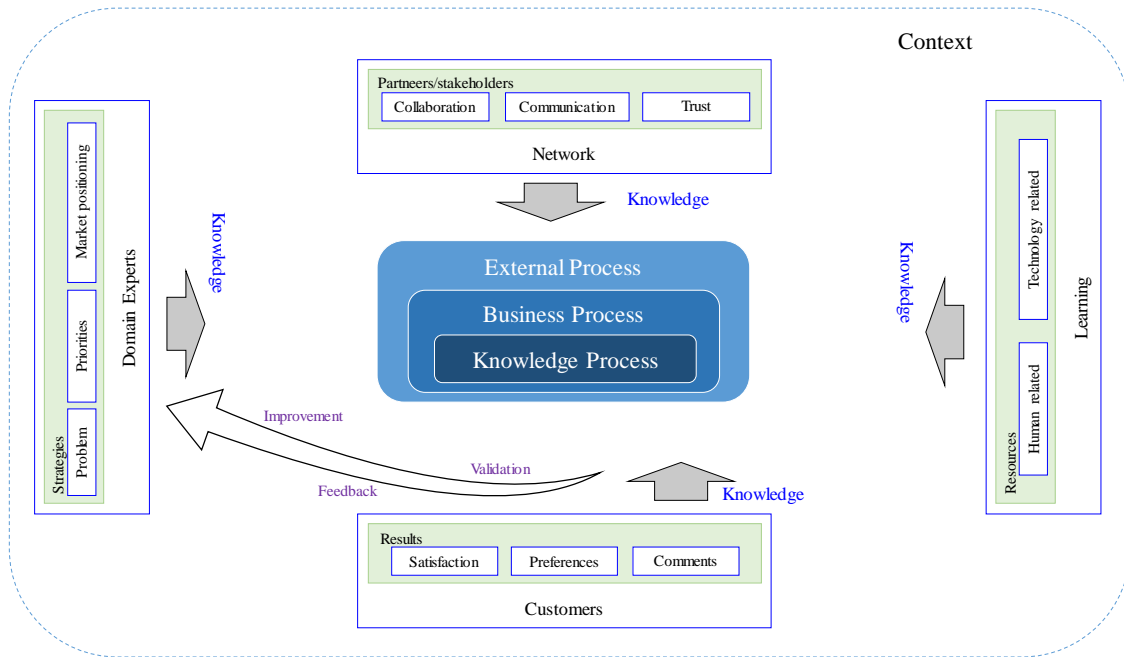 Context
Partneers/stakeholders
Collaboration
Communication
Trust
Network
Knowledge
Strategies
Market positioning
Priorities
Problem
Domain Experts
Knowledge
External Process
Business Process
Knowledge Process
Knowledge
Resources
Technology related
Human related
Learning
Improvement
Validation
Feedback
Knowledge
Results
Satisfaction
Preferences
Comments
Customers